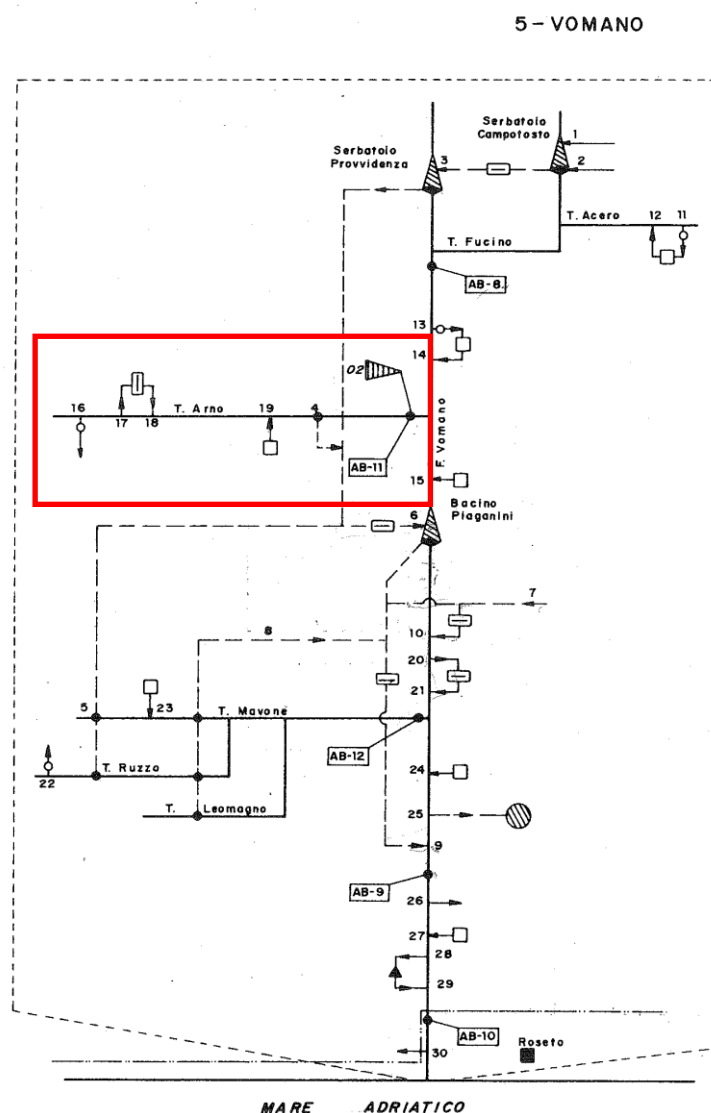 5-VOMANO
Serbatoio
Campotosto
1
Serbatoio
Provvidenza
3
2
T. Acero
12
11
T. Fucino
AB-8.
13
14
02
16
17
18
T. Arno
19
4
AB-11
F. Vomano
15
Bacino
Piaganini
6
7
10
8
20
21
5
23
T. Mavone
AB-12
T. Ruzzo
22
24
T. Leomagno
25
9
AB-9
26
27
28
29
AB-10
30
Roseto
MARE ADRIATICO